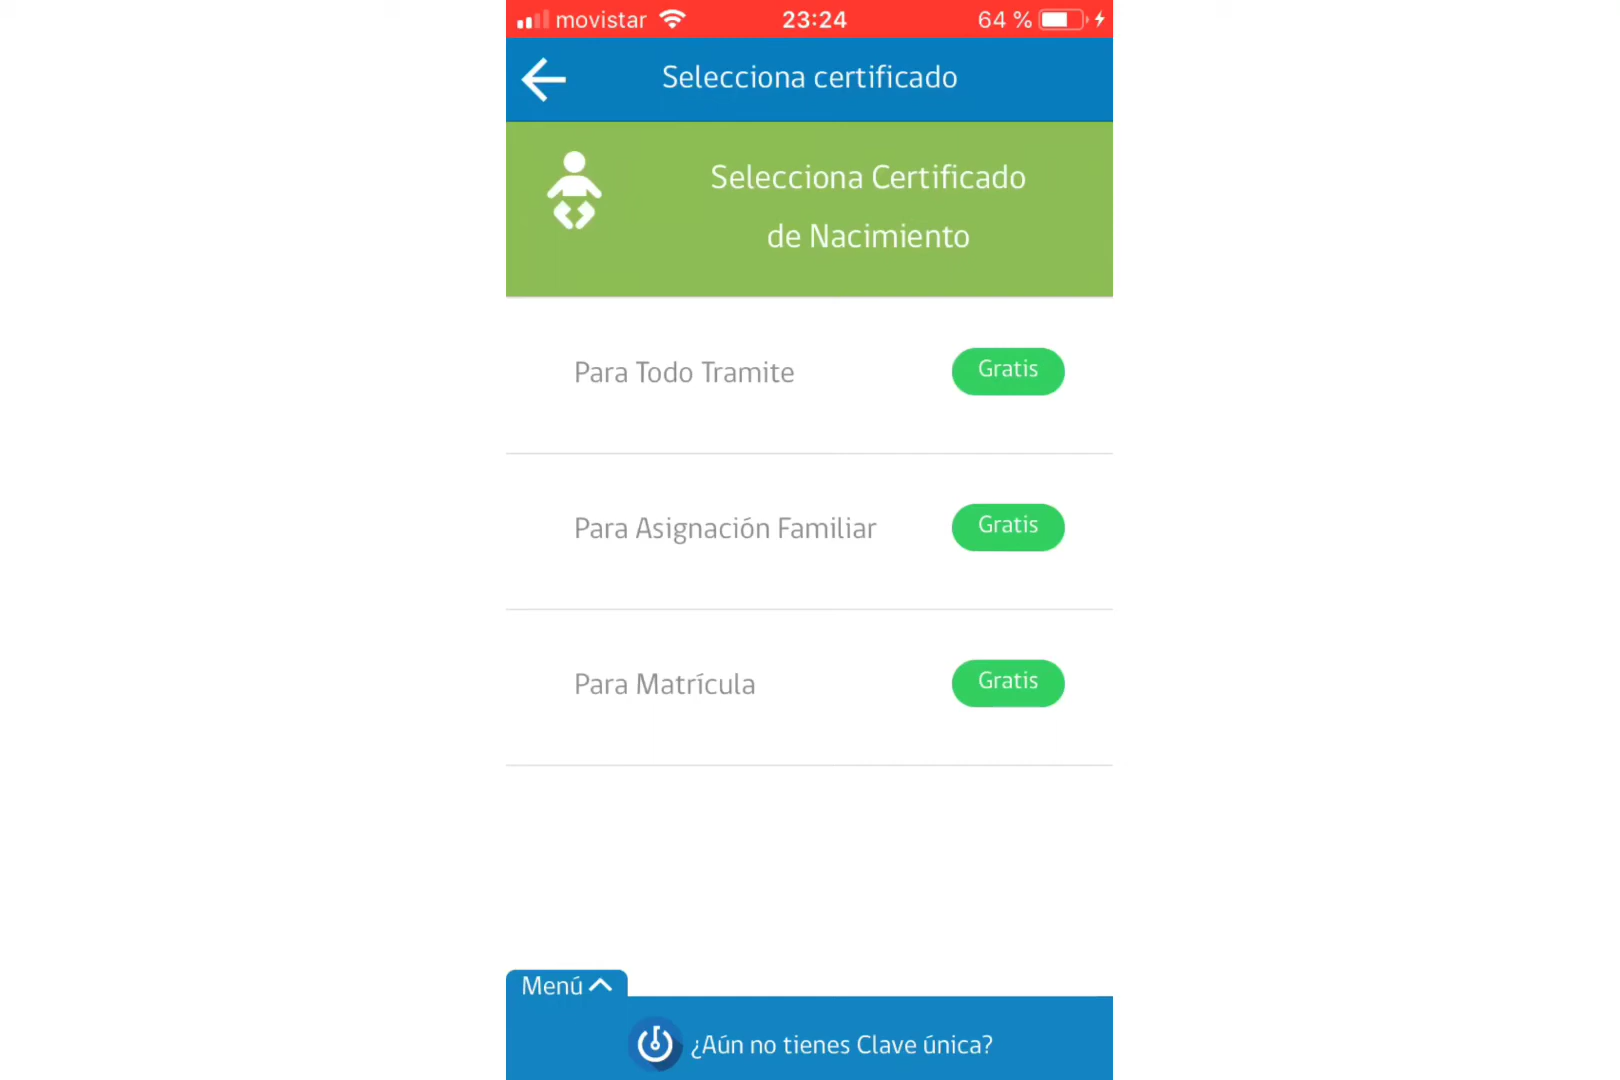 movistar 23:24 64 %
Selecciona certificado
Selecciona Certificado
de Nacimiento
Para Todo Tramite Gratis
Para Asignación Familiar Gratis
Para Matrícula Gratis
Menú
¿Aún no tienes Clave única?